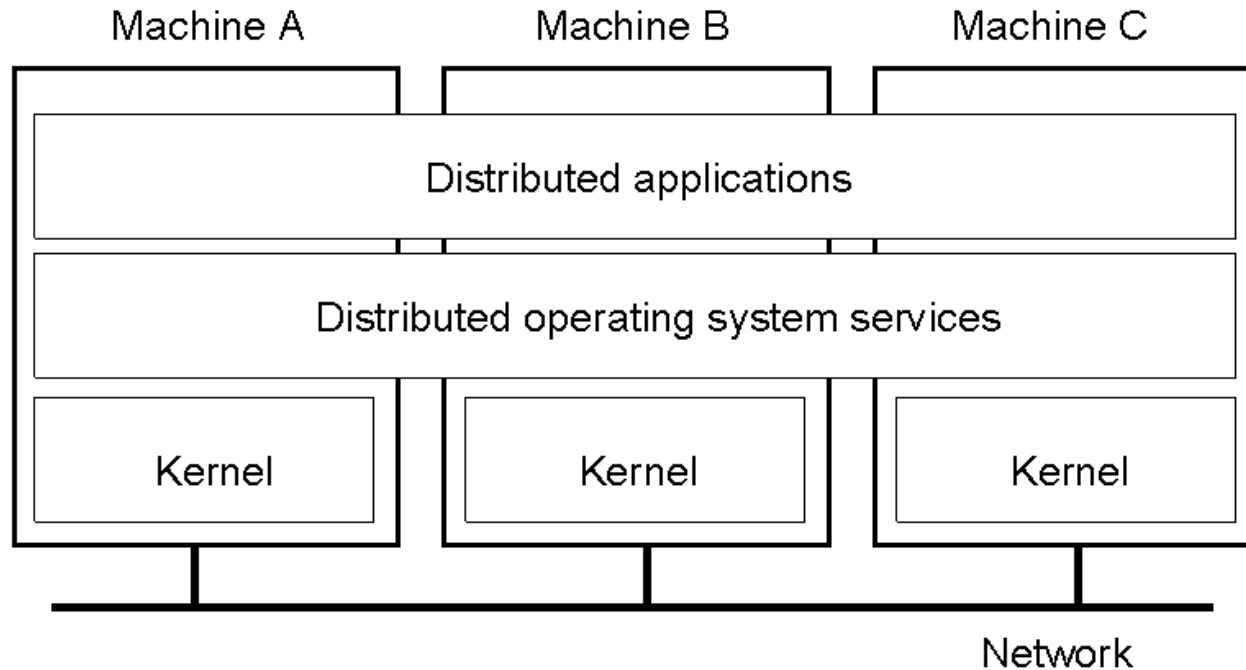 Machine A
Machine B
Machine C
Distributed applications
Distributed operating system services
Kernel
Kernel
Kernel
Network